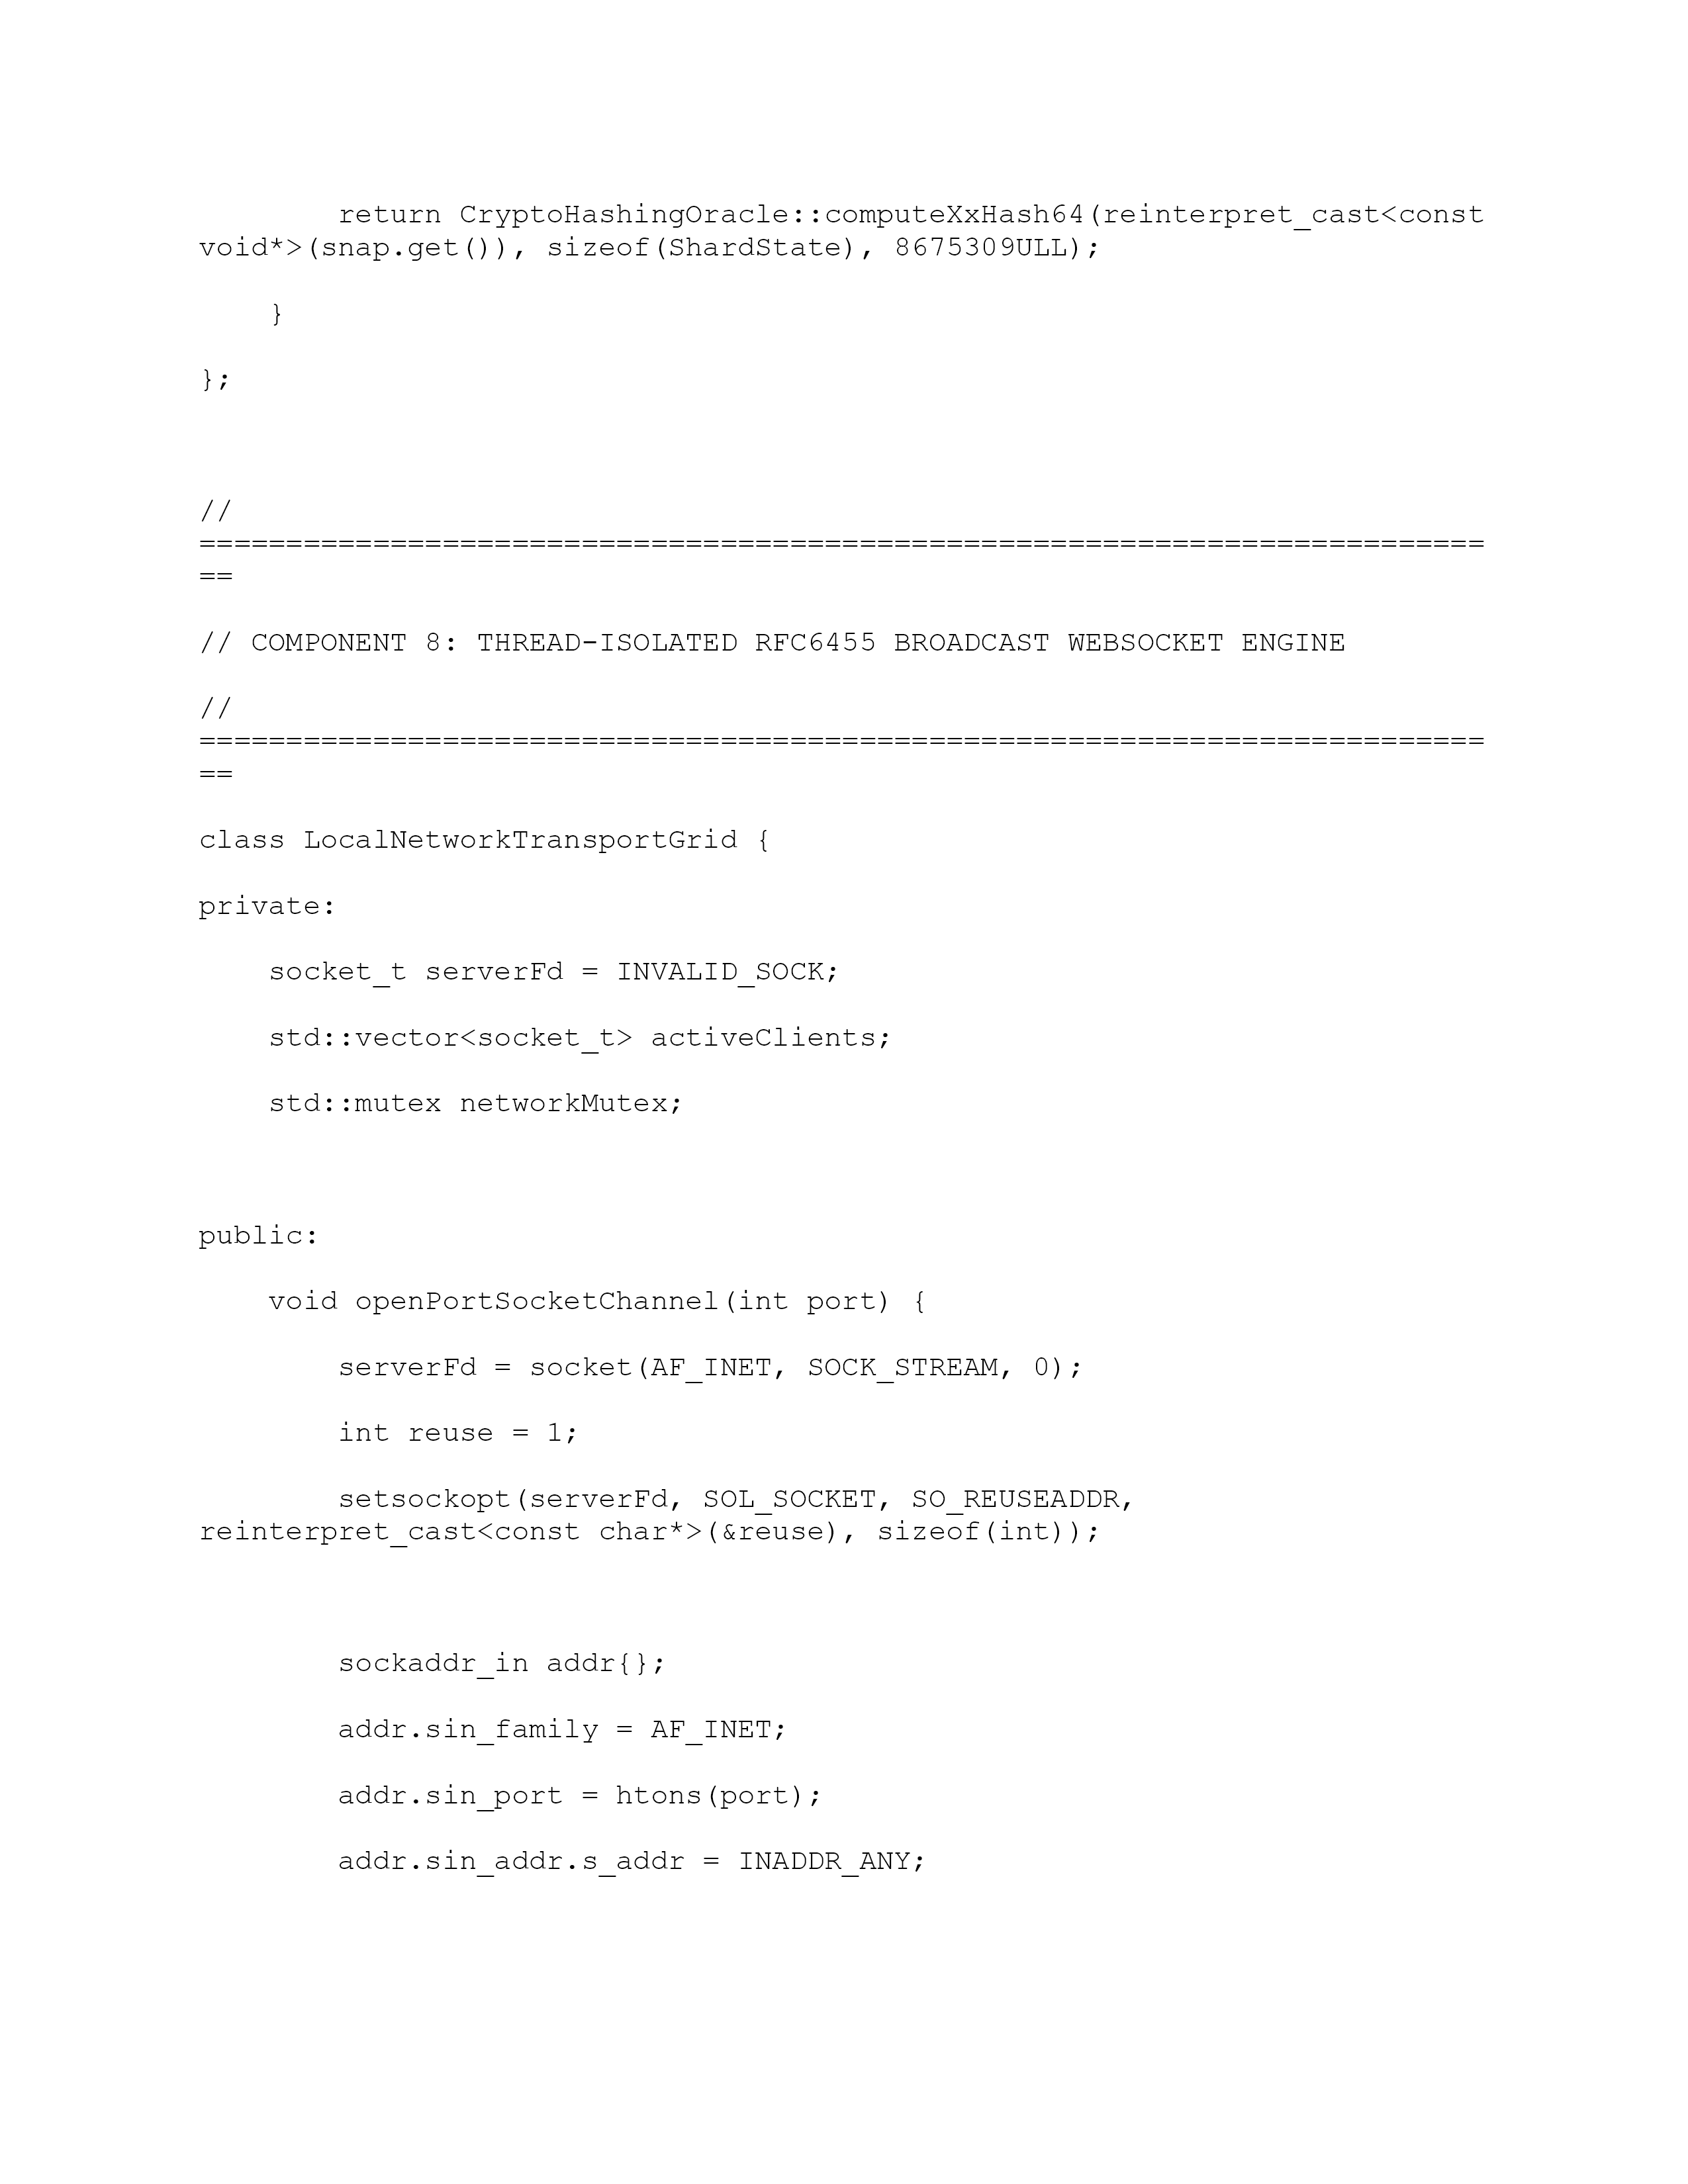 return CryptoHashingOracle::computeXxHash64(reinterpret_cast<const
void*>(snap.get()), sizeof(ShardState), 8675309ULL);
    }
};
//
==========================================================================
==
// COMPONENT 8: THREAD-ISOLATED RFC6455 BROADCAST WEBSOCKET ENGINE
//
==========================================================================
==
class LocalNetworkTransportGrid {
private:
    socket_t serverFd = INVALID_SOCK;
    std::vector<socket_t> activeClients;
    std::mutex networkMutex;
public:
    void openPortSocketChannel(int port) {
        serverFd = socket(AF_INET, SOCK_STREAM, 0);
        int reuse = 1;
        setsockopt(serverFd, SOL_SOCKET, SO_REUSEADDR,
reinterpret_cast<const char*>(&reuse), sizeof(int));
        sockaddr_in addr{};
        addr.sin_family = AF_INET;
        addr.sin_port = htons(port);
        addr.sin_addr.s_addr = INADDR_ANY;